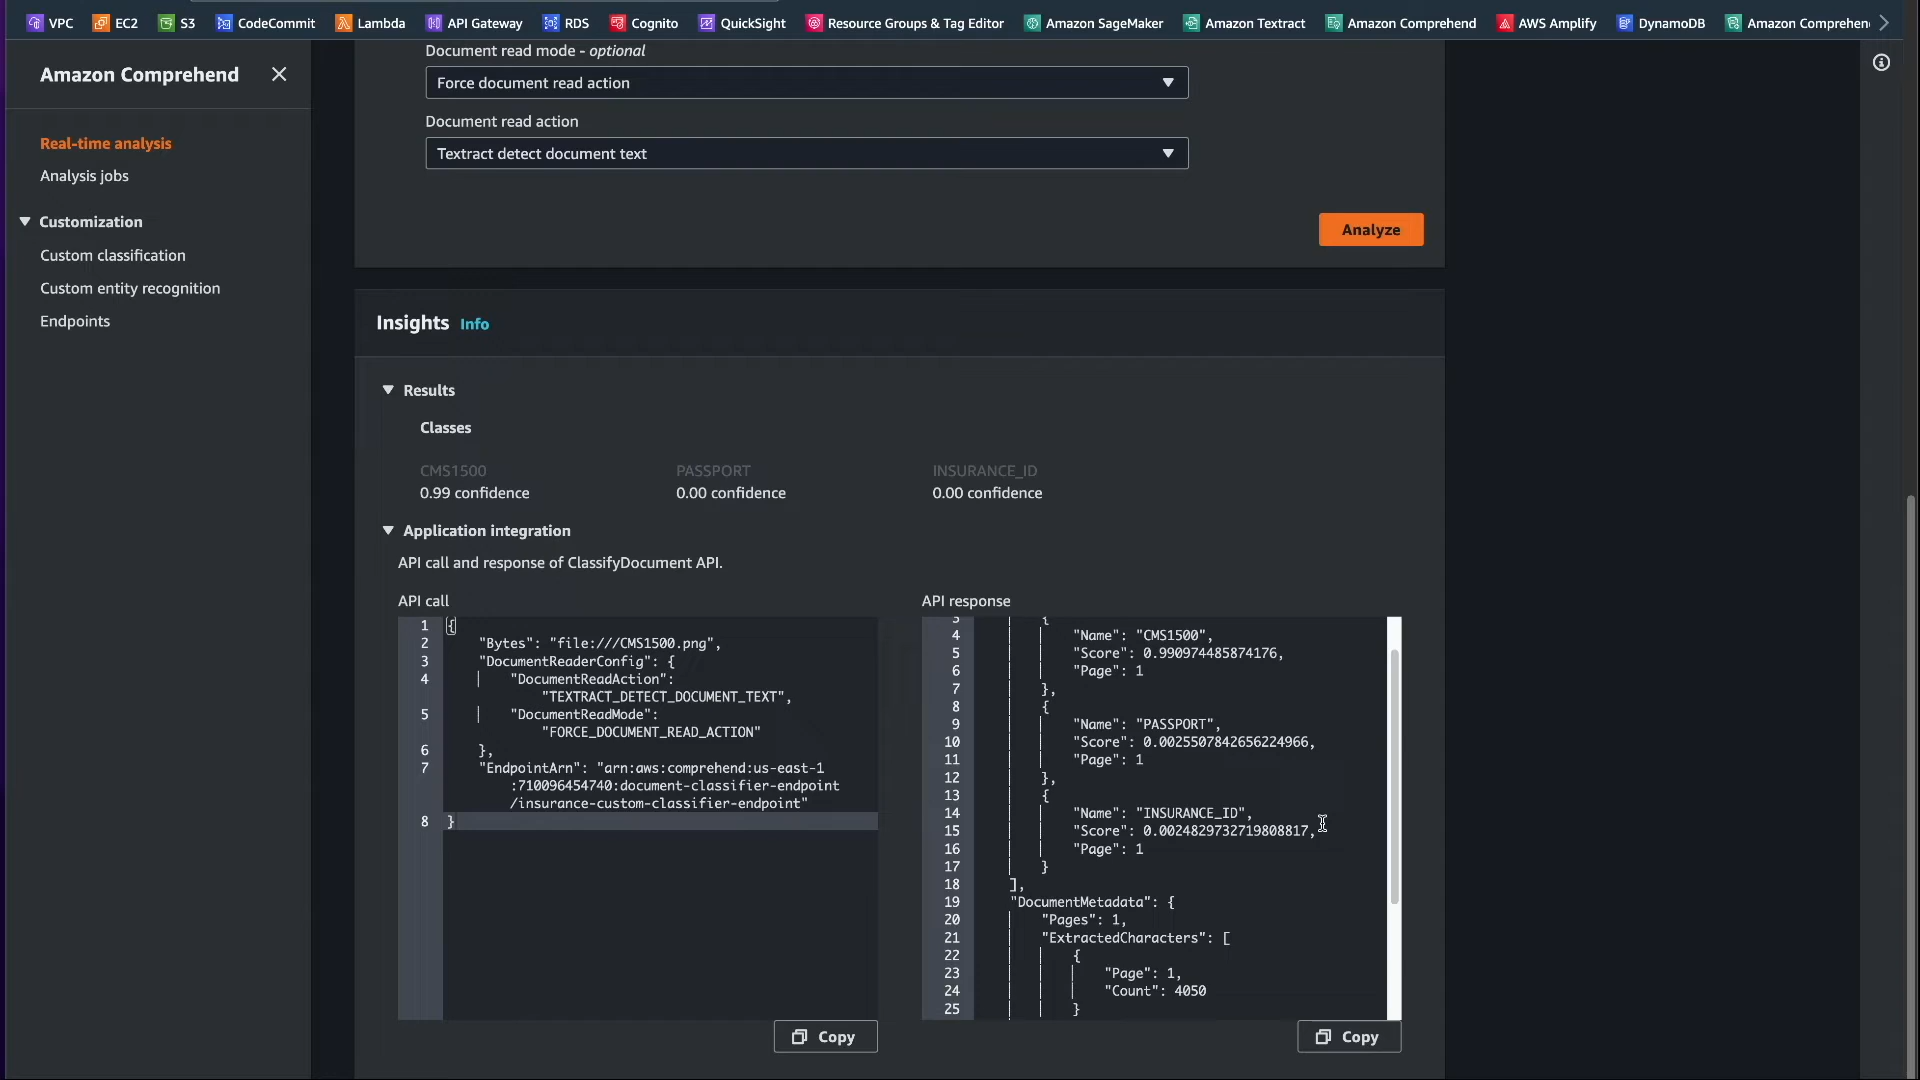 VPC EC2 S3 CodeCommit Lambda API Gateway RDS Cognito QuickSight Resource Groups & Tag Editor Amazon SageMaker Amazon Textract Amazon Comprehend AWS Amplify DynamoDB Amazon Comprehen
Amazon Comprehend
Real-time analysis
Analysis jobs
Customization
Custom classification
Custom entity recognition
Endpoints
Document read mode - optional
Force document read action
Document read action
Textract detect document text
Analyze
Insights Info
Results
Classes
CMS1500 PASSPORT INSURANCE_ID
0.99 confidence 0.00 confidence 0.00 confidence
Application integration
API call and response of ClassifyDocument API.
API call
1 {
2 "Bytes": "file:///CMS1500.png",
3 "DocumentReaderConfig": {
4 "DocumentReadAction":
"TEXTRACT_DETECT_DOCUMENT_TEXT",
5 "DocumentReadMode":
"FORCE_DOCUMENT_READ_ACTION"
6 },
7 "EndpointArn": "arn:aws:comprehend:us-east-1
:710096454740:document-classifier-endpoint
/insurance-custom-classifier-endpoint"
8 }
Copy
API response
3 {
4 "Name": "CMS1500",
5 "Score": 0.990974485874176,
6 "Page": 1
7 },
8 {
9 "Name": "PASSPORT",
10 "Score": 0.0025507842656224966,
11 "Page": 1
12 },
13 {
14 "Name": "INSURANCE_ID",
15 "Score": 0.0024829732719808817,
16 "Page": 1
17 }
18 ],
19 "DocumentMetadata": {
20 "Pages": 1,
21 "ExtractedCharacters": [
22 {
23 "Page": 1,
24 "Count": 4050
25 }
Copy